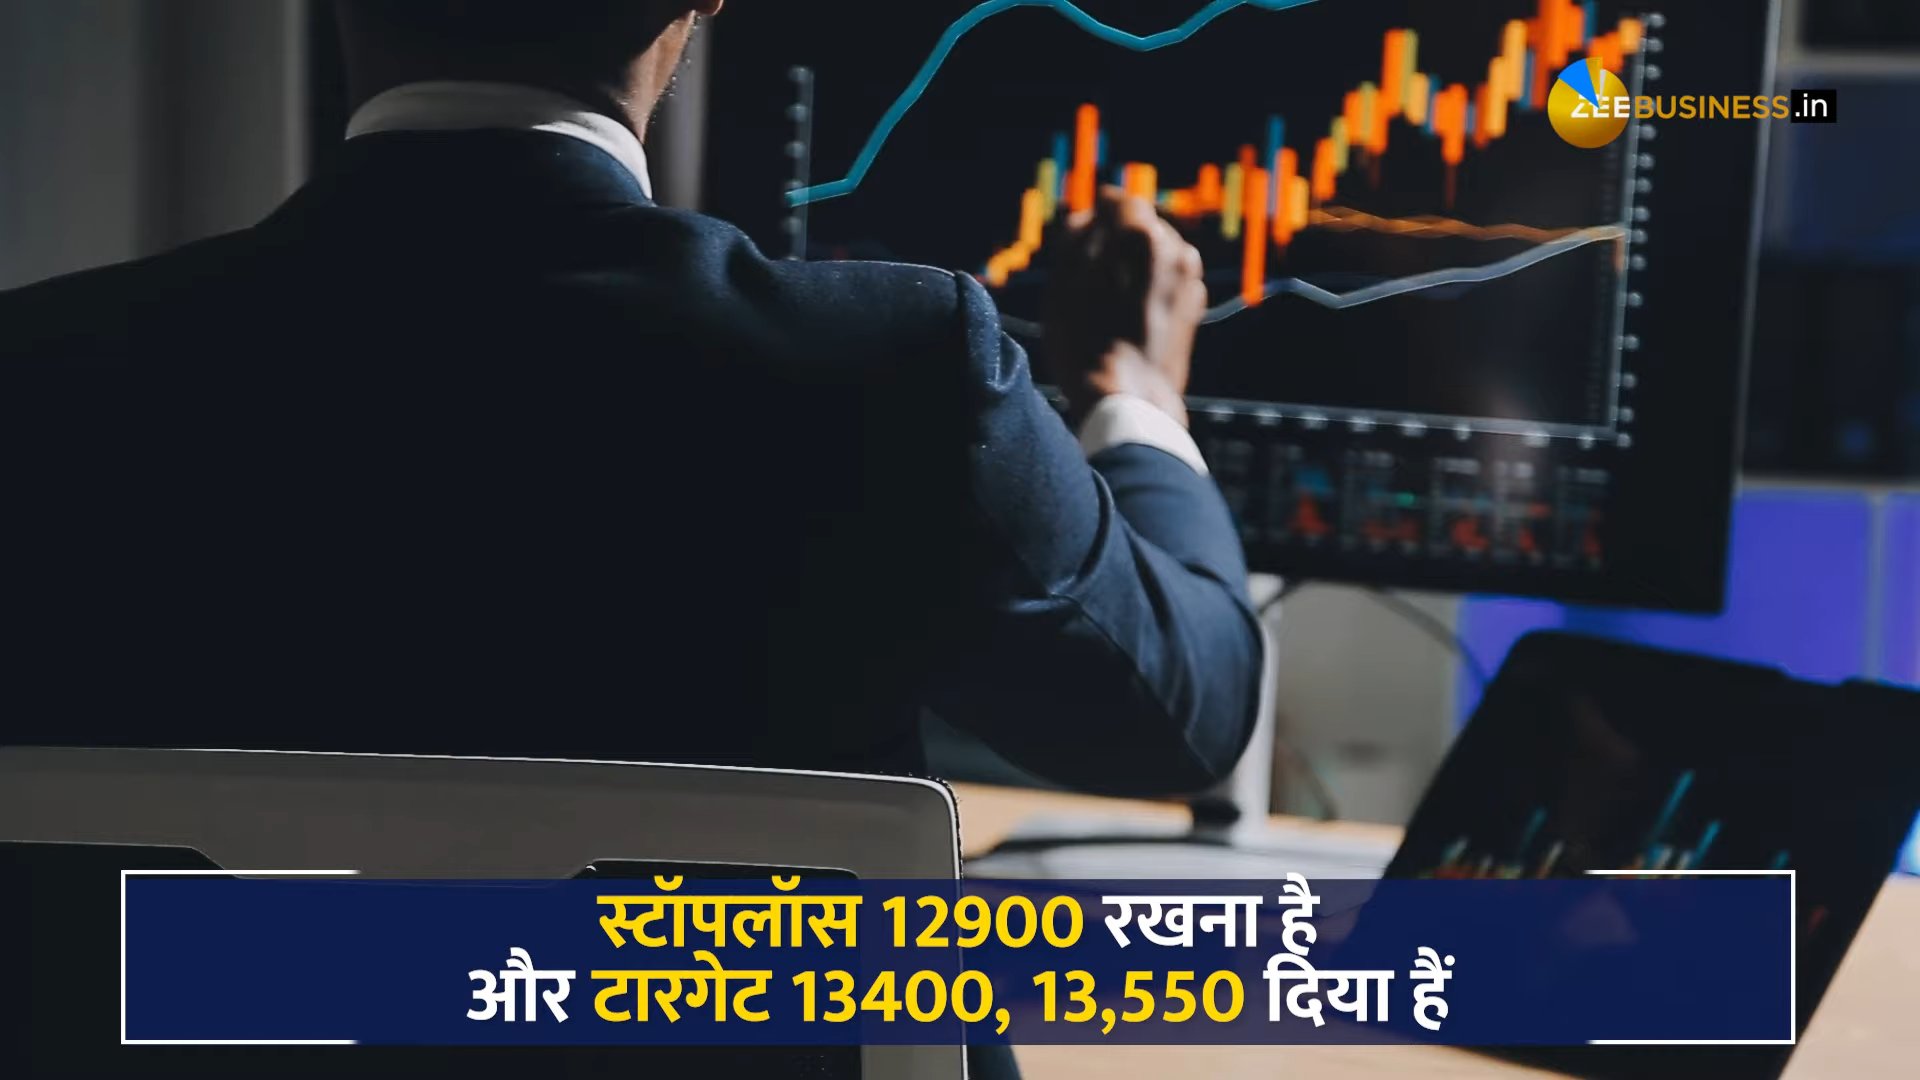 ZEEBUSINESS.in
स्टॉपलॉस 12900 रखना है
और टारगेट 13400, 13,550 दिया हैं